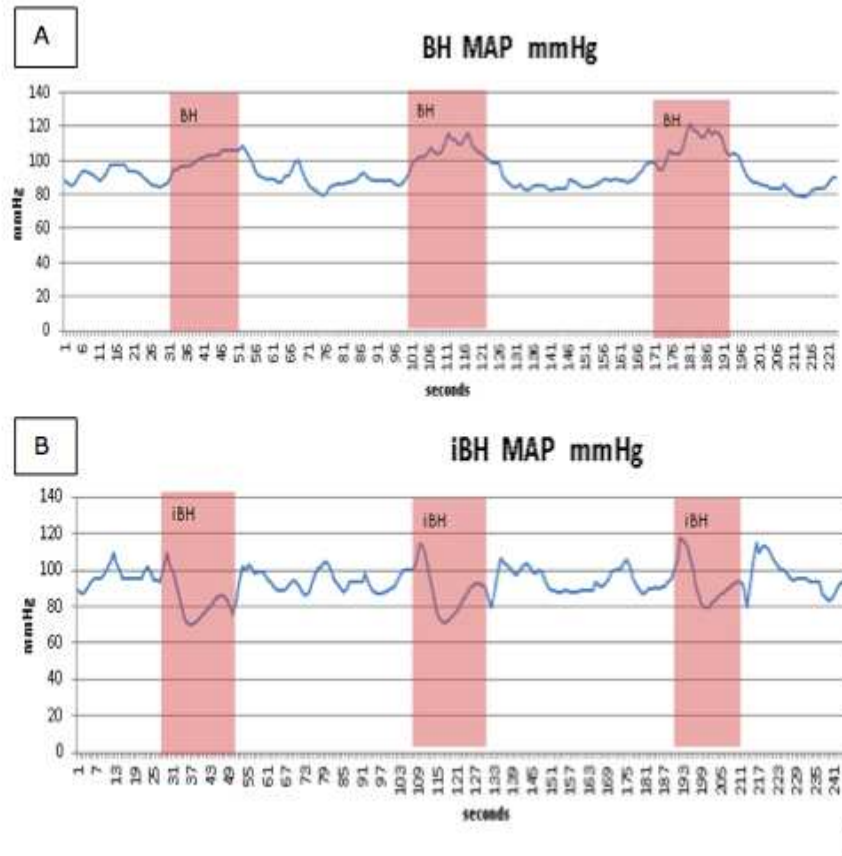 A
BH MAP mmHg
140
120
100
80
60
40
20
0
mmHg
BH
BH
BH
1 6 11 16 21 26 31 36 41 46 51 56 61 66 71 76 81 86 91 96 101 106 111 116 121 126 131 136 141 146 151 156 161 166 171 176 181 186 191 196 201 206 211 216 221
seconds
B
iBH MAP mmHg
140
120
100
80
60
40
20
0
mmHg
iBH
iBH
iBH
1 7 13 19 25 31 37 43 49 55 61 67 73 79 85 91 97 103 109 115 121 127 133 139 145 151 157 163 169 175 181 187 193 199 205 211 217 223 229 235 241
seconds